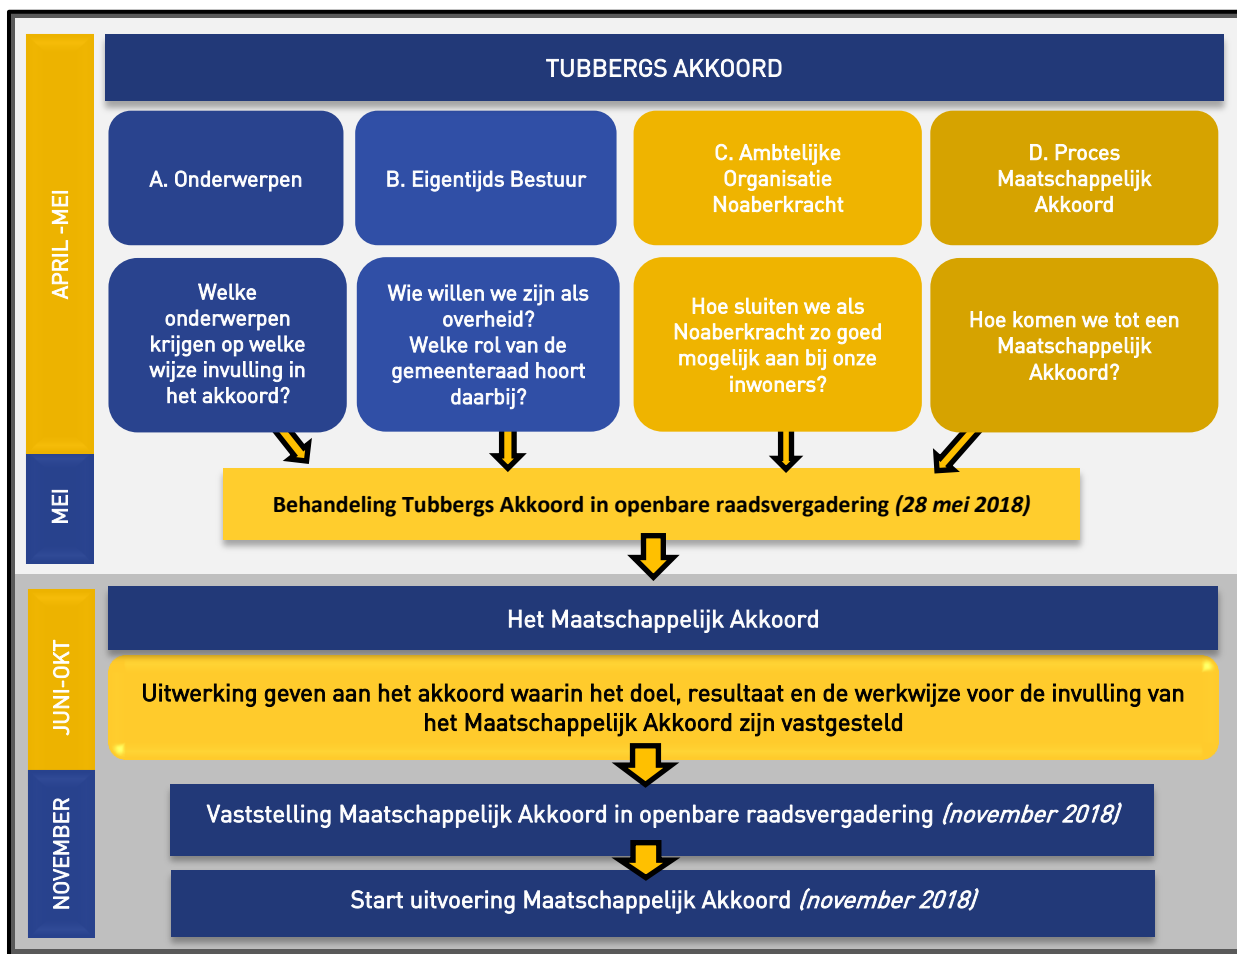 TUBBERGS AKKOORD
APRIL -MEI
A. Onderwerpen
B. Eigentijds Bestuur
C. Ambtelijke
Organisatie
Noaberkracht
D. Proces
Maatschappelijk
Akkoord
Welke
onderwerpen
krijgen op welke
wijze invulling in
het akkoord?
Wie willen we zijn als
overheid?
Welke rol van de
gemeenteraad hoort
daarbij?
Hoe sluiten we als
Noaberkracht zo goed
mogelijk aan bij onze
inwoners?
Hoe komen we tot een
Maatschappelijk
Akkoord?
MEI
Behandeling Tubbergs Akkoord in openbare raadsvergadering (28 mei 2018)
JUNI-OKT
Het Maatschappelijk Akkoord
Uitwerking geven aan het akkoord waarin het doel, resultaat en de werkwijze voor de invulling van
het Maatschappelijk Akkoord zijn vastgesteld
NOVEMBER
Vaststelling Maatschappelijk Akkoord in openbare raadsvergadering (november 2018)
Start uitvoering Maatschappelijk Akkoord (november 2018)